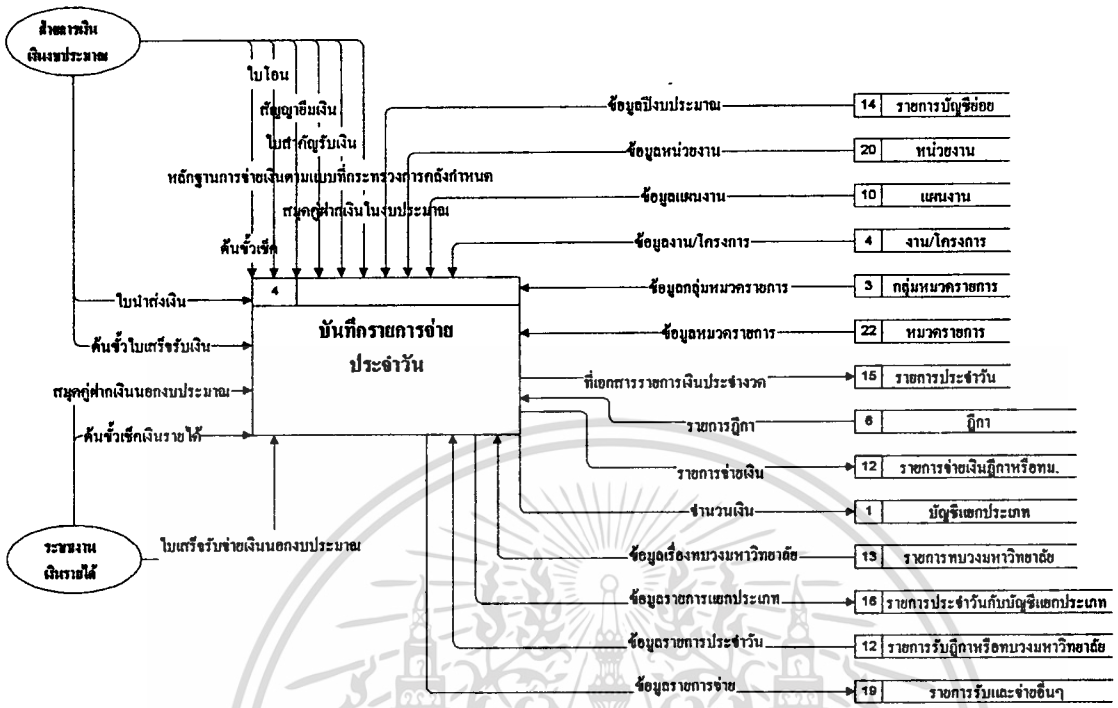 ฝ่ายการเงิน
เงินงบประมาณ
ใบโอน
สัญญายืมเงิน
ใบสำคัญรับเงิน
หลักฐานการจ่ายเงินตามแบบที่กระทรวงการคลังกำหนด
สมุดคู่ฝากเงินในงบประมาณ
ต้นขั้วเช็ค
ใบนำส่งเงิน
ต้นขั้วใบเสร็จรับเงิน
สมุดคู่ฝากเงินนอกงบประมาณ
ต้นขั้วเช็คเงินรายได้
ระบบงาน
เงินรายได้
ใบเสร็จรับจ่ายเงินนอกงบประมาณ
4
บันทึกรายการจ่าย
ประจำวัน
ข้อมูลปีงบประมาณ 14 รายการบัญชีย่อย
ข้อมูลหน่วยงาน 20 หน่วยงาน
ข้อมูลแผนงาน 10 แผนงาน
ข้อมูลงาน/โครงการ 4 งาน/โครงการ
ข้อมูลกลุ่มหมวดรายการ 3 กลุ่มหมวดรายการ
ข้อมูลหมวดรายการ 22 หมวดรายการ
ที่เอกสารรายการเงินประจำงวด 15 รายการประจำวัน
รายการฎีกา 6 ฎีกา
รายการจ่ายเงิน 12 รายการจ่ายเงินฎีกาหรือทม.
จำนวนเงิน 1 บัญชีแยกประเภท
ข้อมูลเรื่องทบวงมหาวิทยาลัย 13 รายการทบวงมหาวิทยาลัย
ข้อมูลรายการแยกประเภท 16 รายการประจำวันกับบัญชีแยกประเภท
ข้อมูลรายการประจำวัน 12 รายการรับฎีกาหรือทบวงมหาวิทยาลัย
ข้อมูลรายการจ่าย 19 รายการรับและจ่ายอื่นๆ